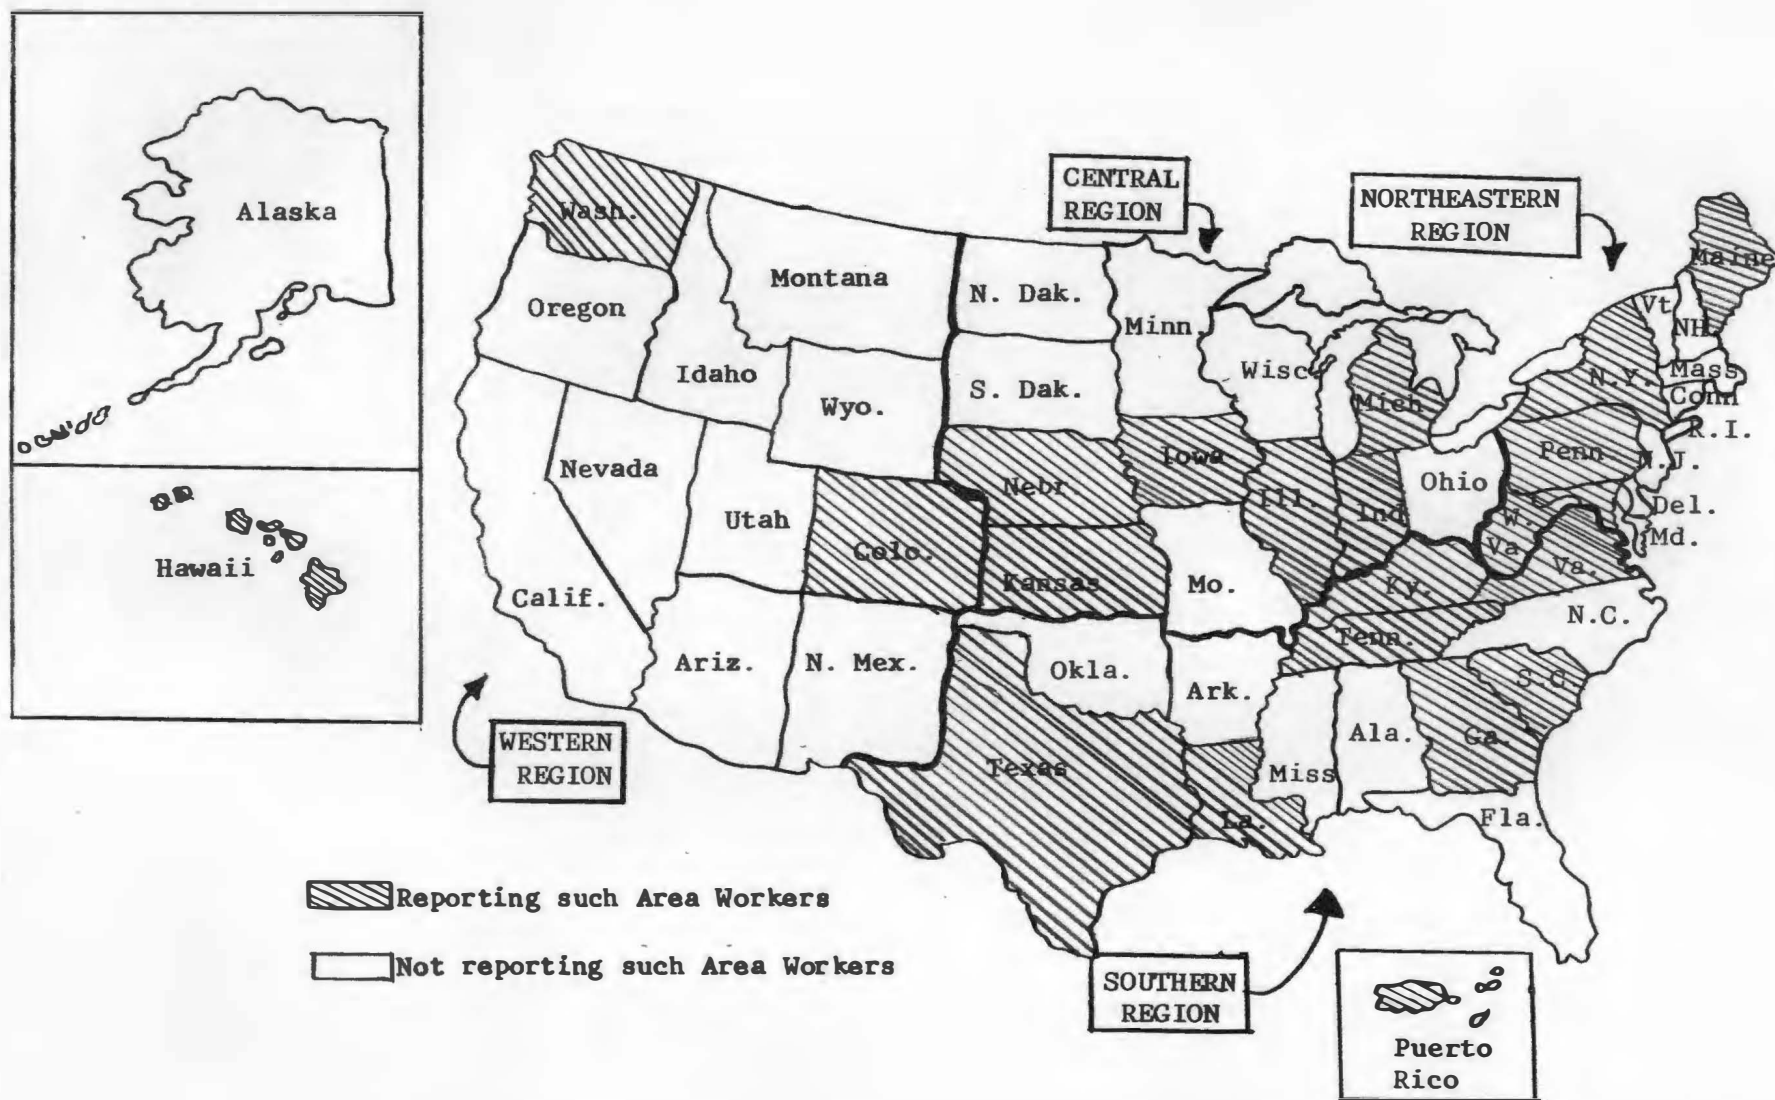 Alaska
Hawaii
CENTRAL
REGION
NORTHEASTERN
REGION
Wash.
Maine
Montana
N. Dak.
Minn.
Vt
NH
Oregon
Idaho
Wyo.
S. Dak.
Wisc
Mich
N.Y.
Mass
Conn
R.I.
Nevada
Utah
Nebr.
Iowa
Ill.
Ind
Ohio
Penn.
N.J.
Del.
Md.
W.
Va
Va.
Calif.
Colo.
Kansas
Mo.
Ky.
N.C.
Ariz.
N. Mex.
Okla.
Ark.
Tenn.
S.C
WESTERN
REGION
Texas
La.
Miss
Ala.
Ga.
Fla.
Reporting such Area Workers
Not reporting such Area Workers
SOUTHERN
REGION
Puerto
Rico